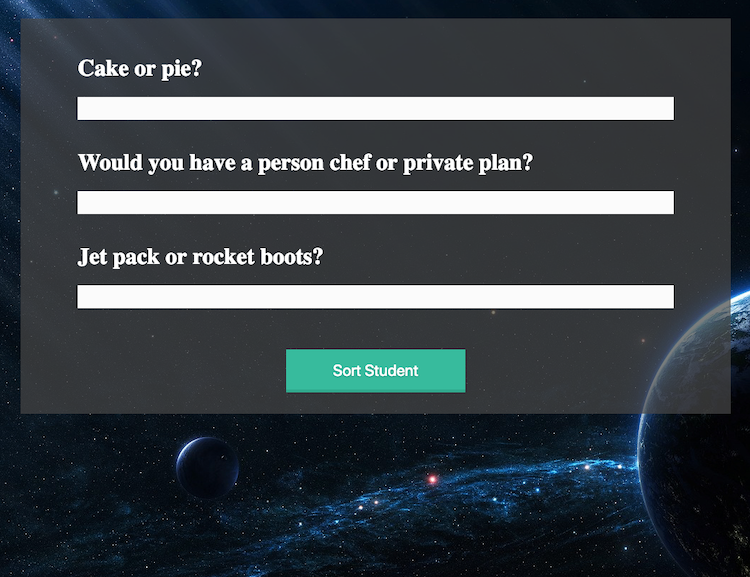 Cake or pie?
Would you have a person chef or private plan?
Jet pack or rocket boots?
Sort Student